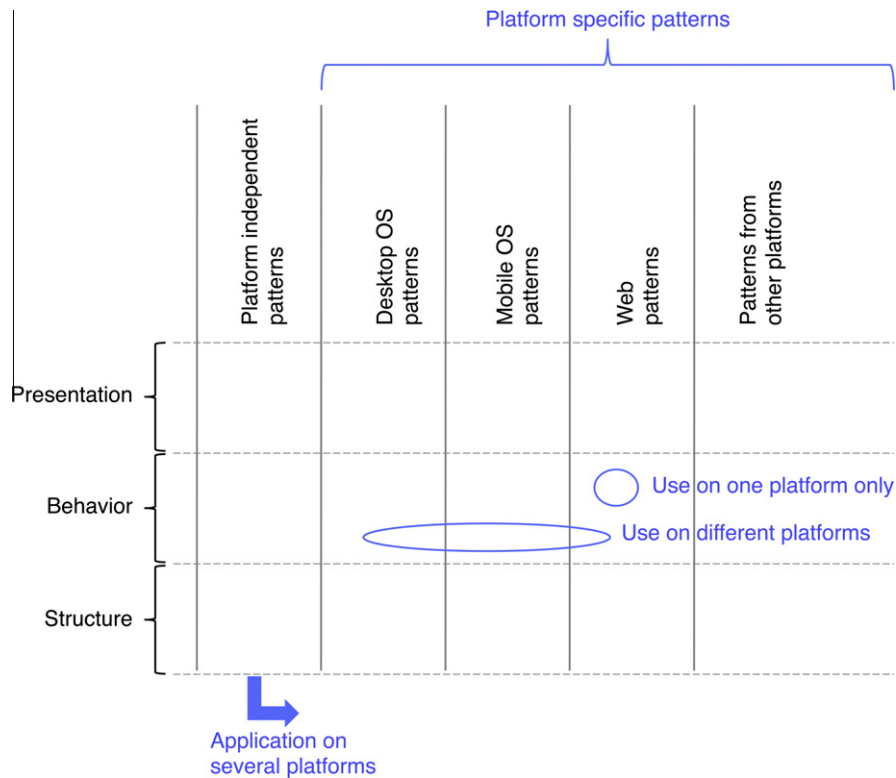 Platform specific patterns
Platform independent
patterns
Desktop OS
patterns
Mobile OS
patterns
Web
patterns
Patterns from
other platforms
Presentation
Behavior
Use on one platform only
Use on different platforms
Structure
Application on
several platforms